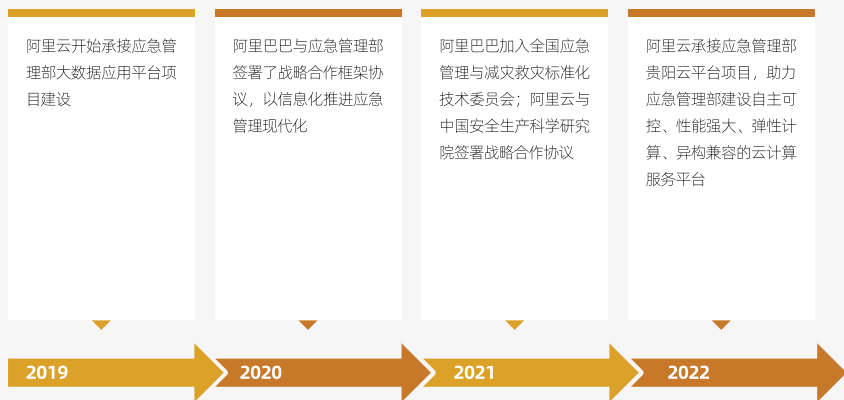 阿里云开始承接应急管
理部大数据应用平台项
目建设
阿里巴巴与应急管理部
签署了战略合作框架协
议，以信息化推进应急
管理现代化
阿里巴巴加入全国应急
管理与减灾救灾标准化
技术委员会；阿里云与
中国安全生产科学研究
院签署战略合作协议
阿里云承接应急管理部
贵阳云平台项目，助力
应急管理部建设自主可
控、性能强大、弹性计
算、异构兼容的云计算
服务平台
2019
2020
2021
2022